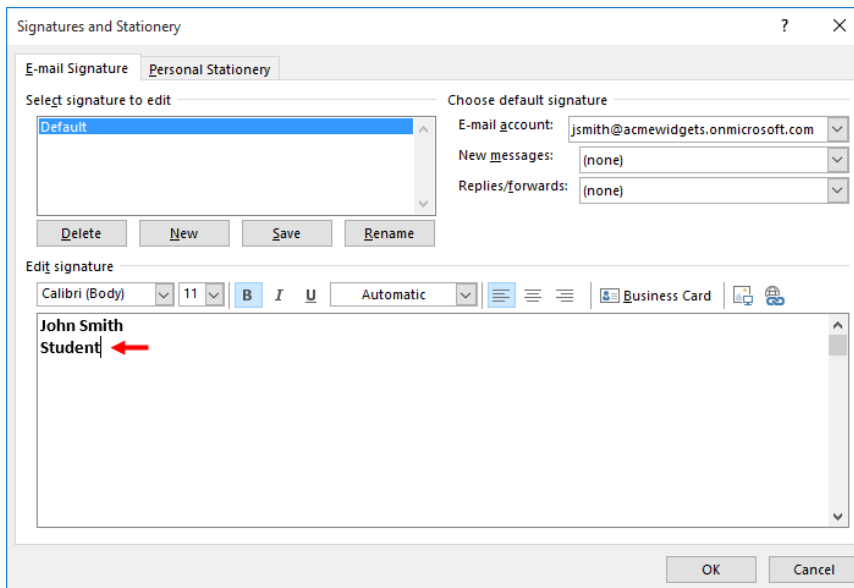 Signatures and Stationery ?
E-mail Signature Personal Stationery
Select signature to edit
Default
Delete New Save Rename
Choose default signature
E-mail account: jsmith@acmewidgets.onmicrosoft.com
New messages: (none)
Replies/forwards: (none)
Edit signature
Calibri (Body) 11 B I U Automatic Business Card
John Smith
Student
OK Cancel